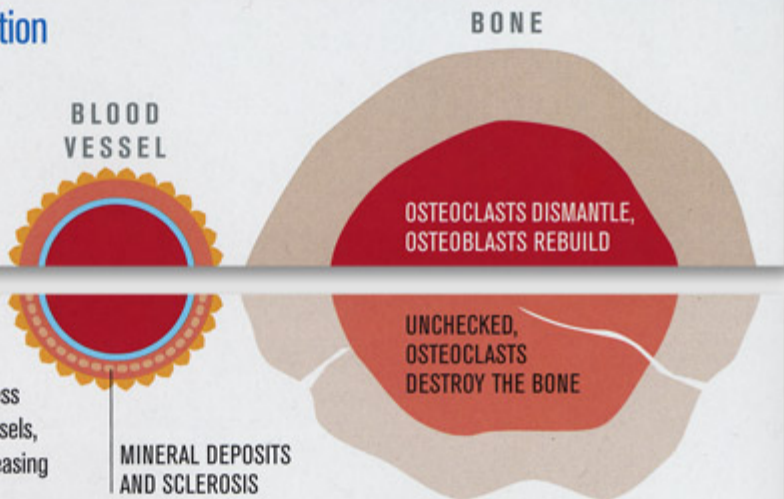 tion
BONE
BLOOD
VESSEL
OSTEOCLASTS DISMANTLE,
OSTEOBLASTS REBUILD
UNCHECKED,
OSTEOCLASTS
DESTROY THE BONE
ss
sels,
easing
MINERAL DEPOSITS
AND SCLEROSIS